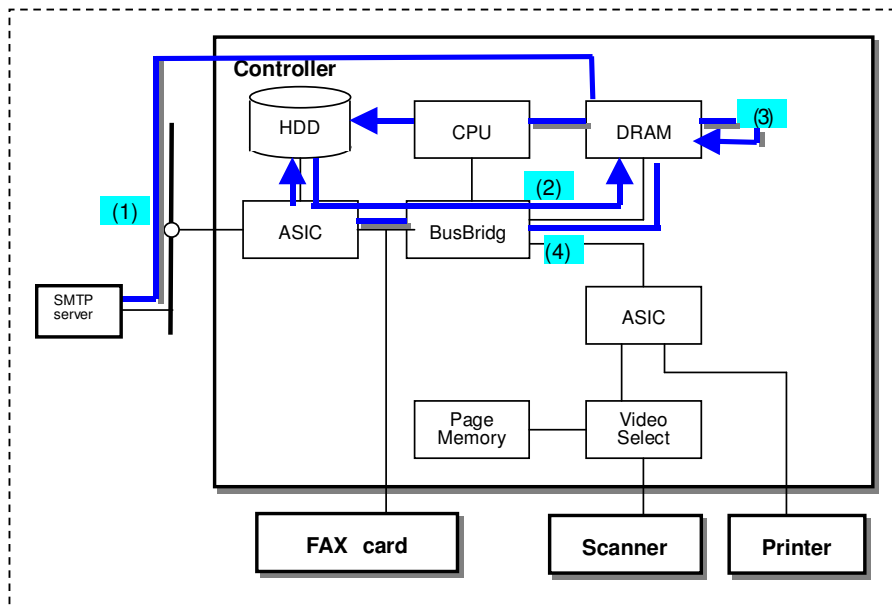 Controller
HDD
CPU
DRAM
(3)
(1)
(2)
ASIC
BusBridg
(4)
SMTP
server
ASIC
Page
Memory
Video
Select
FAX card
Scanner
Printer